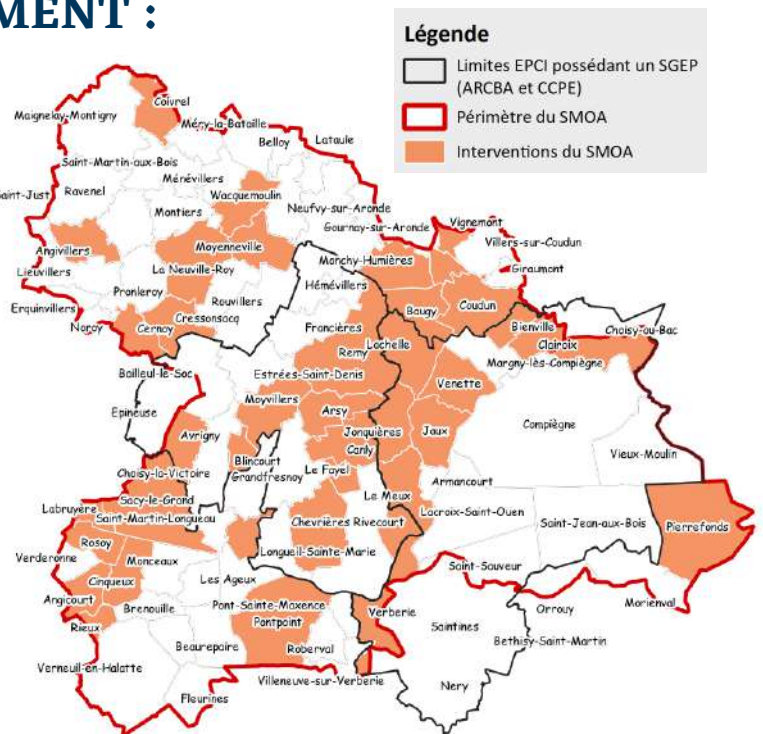 MENT :
Légende
Limites EPCI possédant un SGEP
(ARCBA et CCPE)
Périmètre du SMOA
Interventions du SMOA
Coivrel
Maignelay-Montigny
Méry-la-Bataille
Belloy
Lataule
Saint-Martin-aux-Bois
Ménévillers
aint-Just
Ravenel
Wacquemoulin
Neufvy-sur-Aronde
Montiers
Gournay-sur-Aronde
Vignemont
Villers-sur-Coudun
Angivillers
Moyenneville
Monchy-Humières
Giraumont
Lieuvillers
La Neuville-Roy
Hémévillers
Pronleroy
Rouvillers
Baugy
Coudun
Erquinvillers
Noroy
Cernoy
Cressonsacq
Francières
Bienville
Choisy-au-Bac
Clairoix
Remy
Lachelle
Margny-lès-Compiègne
Bailleul-le-Soc
Estrées-Saint-Denis
Venette
Moyvillers
Epineuse
Arsy
Compiègne
Avrigny
Jonquières
Jaux
Canly
Vieux-Moulin
Blincourt
Choisy-la-Victoire
Grandfresnoy
Le Fayel
Armancourt
Sacy-le-Grand
Le Meux
Labruyère
Saint-Martin-Longueau
Chevrières
Rivecourt
Lacroix-Saint-Ouen
Saint-Jean-aux-Bois
Pierrefonds
Rosoy
Verderonne
Monceaux
Longueil-Sainte-Marie
Saint-Sauveur
Cinqueux
Les Ageux
Angicourt
Brenouille
Pont-Sainte-Maxence
Verberie
Orrouy
Morienval
Rieux
Pontpoint
Saintines
Bethisy-Saint-Martin
Beaurepaire
Roberval
Verneuil-en-Halatte
Villeneuve-sur-Verberie
Nery
Fleurines